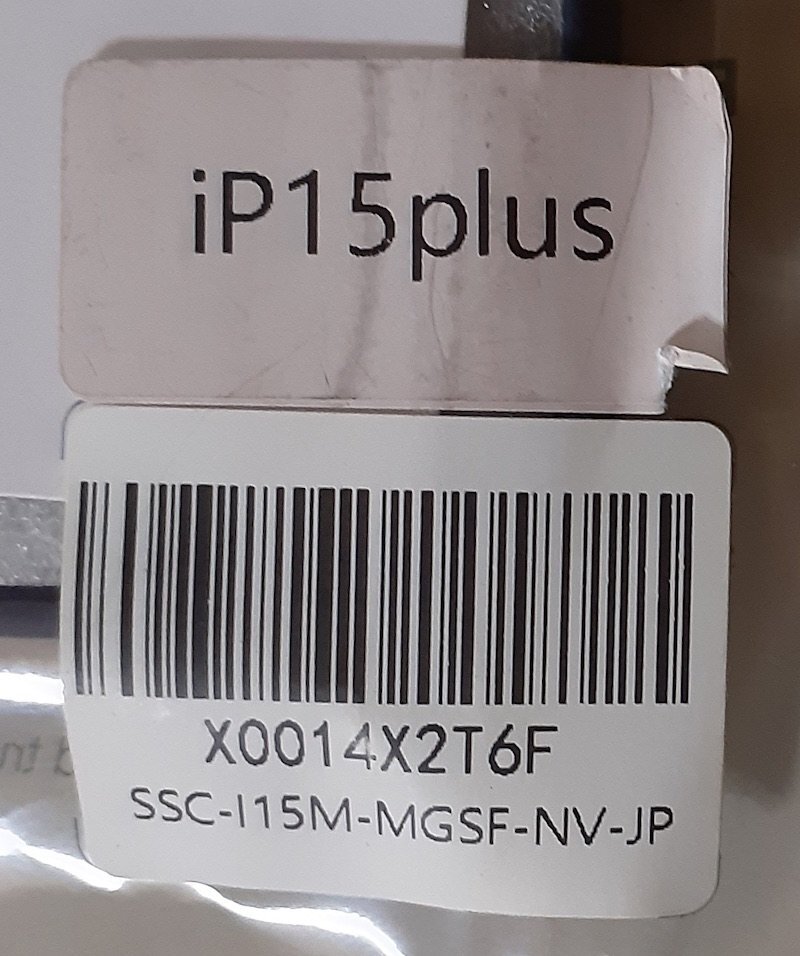 iP15plus
X0014X2T6F
SSC-I15M-MGSF-NV-JP